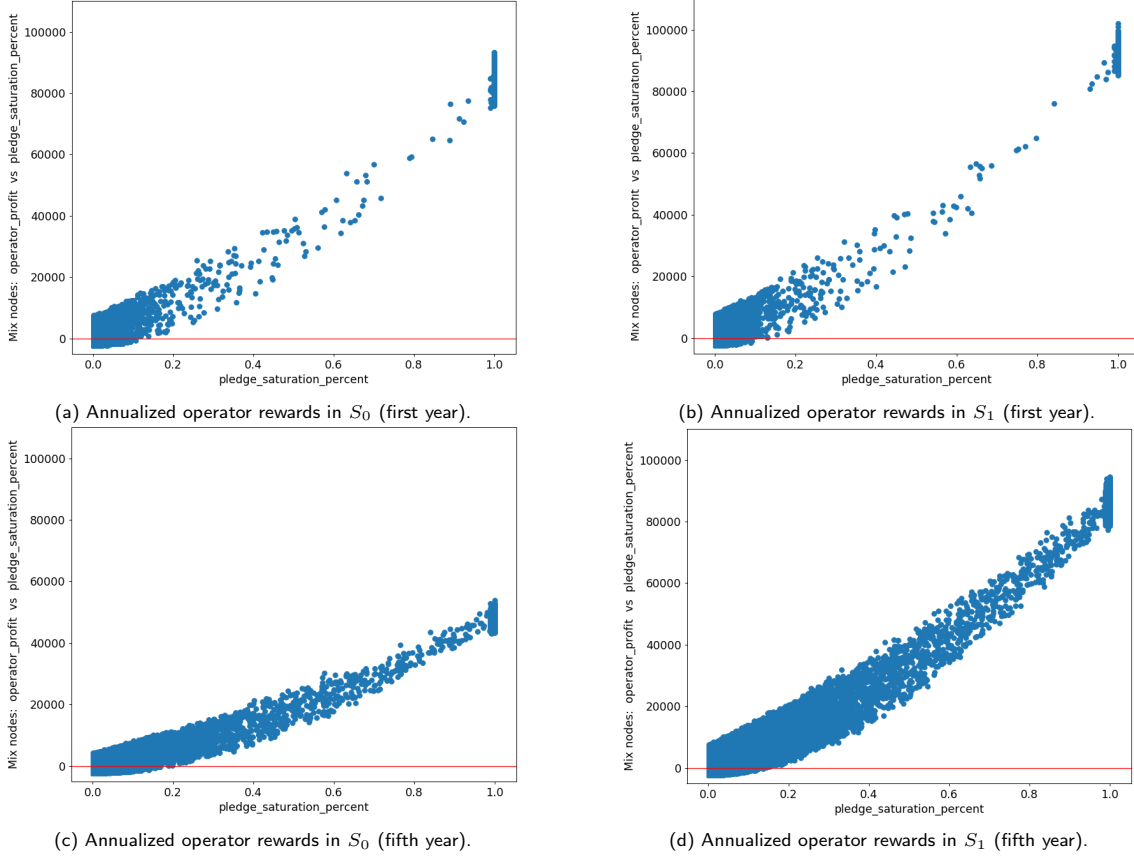 100000
80000
60000
40000
20000
0
Mix nodes: operator_profit vs pledge_saturation_percent
0.0 0.2 0.4 0.6 0.8 1.0
pledge_saturation_percent
(a) Annualized operator rewards in S₀ (first year).
100000
80000
60000
40000
20000
0
Mix nodes: operator_profit vs pledge_saturation_percent
0.0 0.2 0.4 0.6 0.8 1.0
pledge_saturation_percent
(b) Annualized operator rewards in S₁ (first year).
100000
80000
60000
40000
20000
0
Mix nodes: operator_profit vs pledge_saturation_percent
0.0 0.2 0.4 0.6 0.8 1.0
pledge_saturation_percent
(c) Annualized operator rewards in S₀ (fifth year).
100000
80000
60000
40000
20000
0
Mix nodes: operator_profit vs pledge_saturation_percent
0.0 0.2 0.4 0.6 0.8 1.0
pledge_saturation_percent
(d) Annualized operator rewards in S₁ (fifth year).